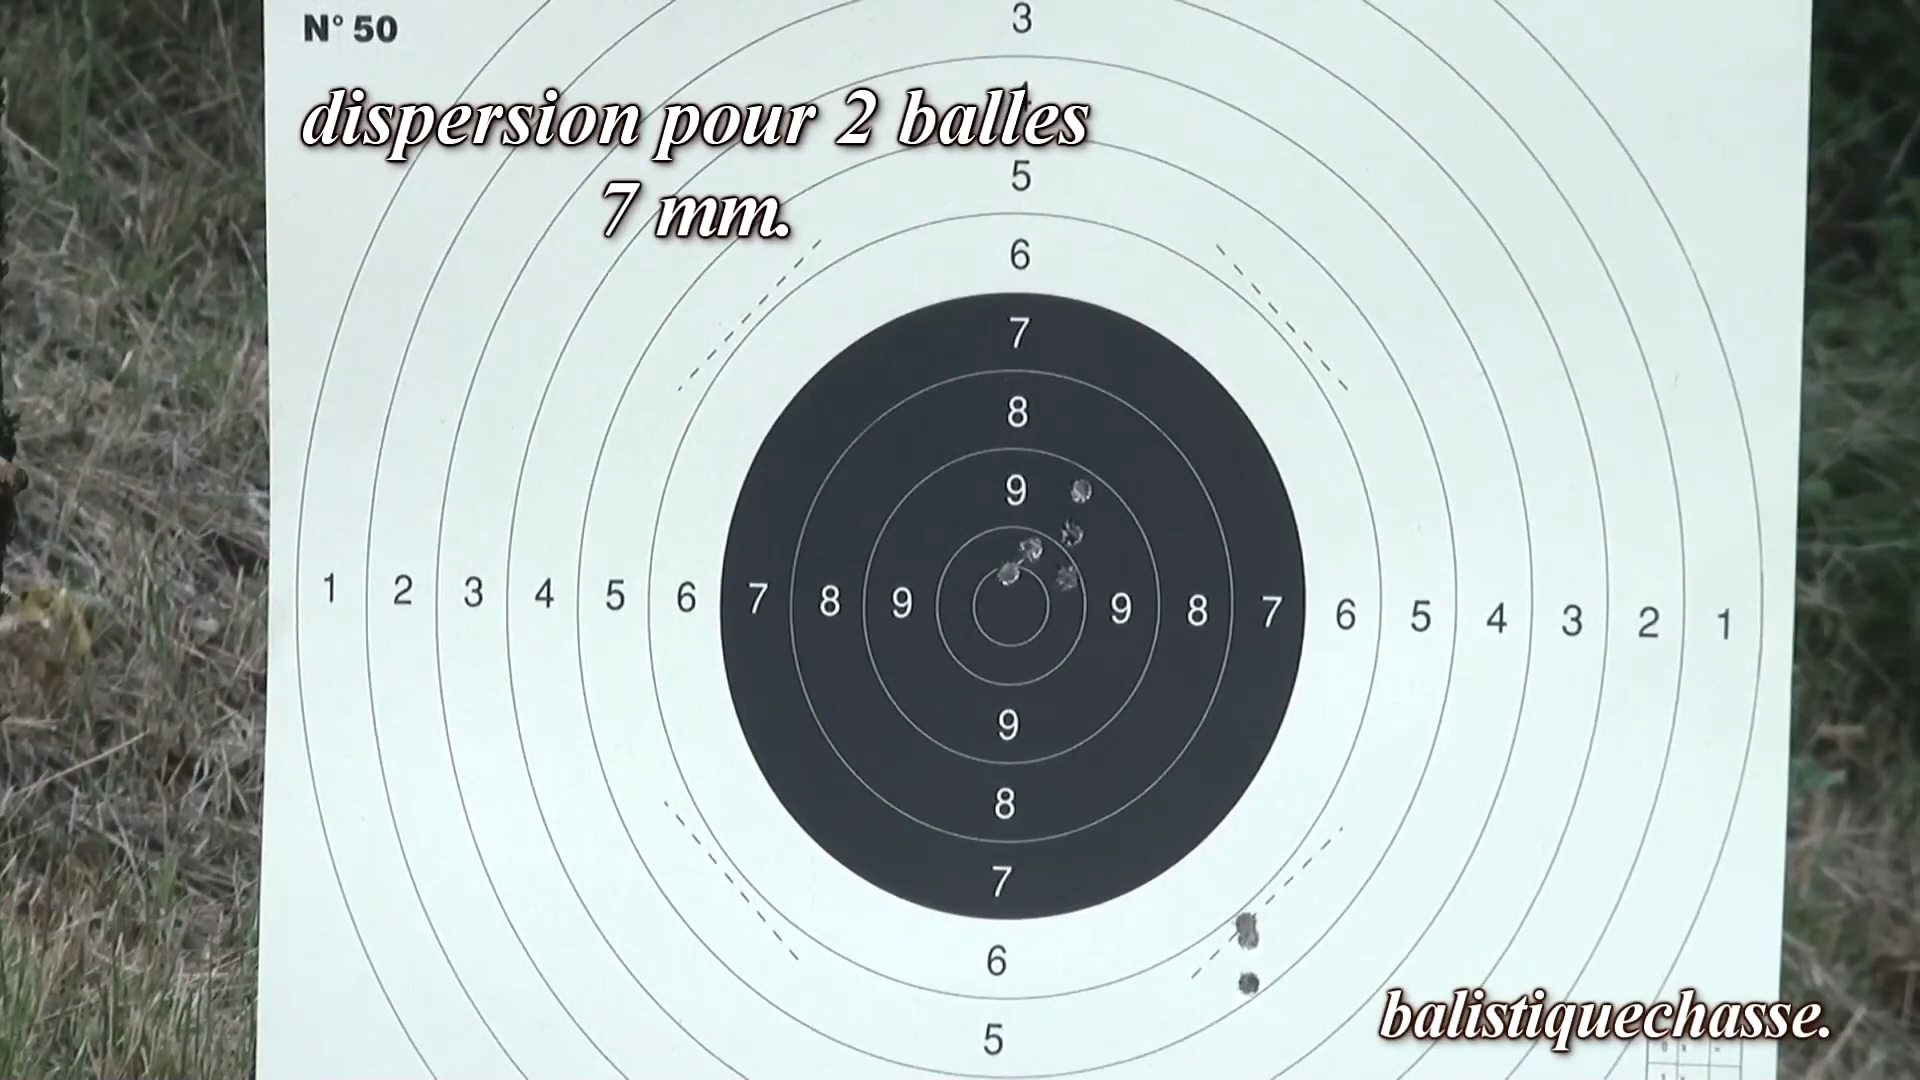 N° 50
3
dispersion pour 2 balles
7 mm.
5
6
7
8
9
1 2 3 4 5 6 7 8 9 9 8 7 6 5 4 3 2 1
9
8
7
6
5
balistiquechasse.